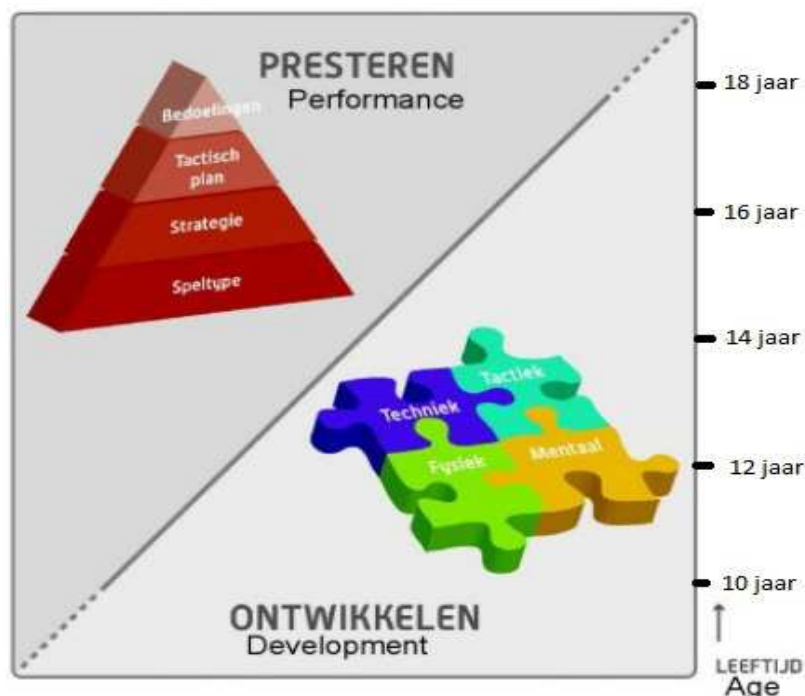 PRESTEREN
Performance
Bedoelingen
Tactisch
plan
Strategie
Speltype
18 jaar
16 jaar
14 jaar
Tactiek
Techniek
Mentaal
Fysiek
12 jaar
10 jaar
ONTWIKKELEN
Development
LEEFTIJD
Age